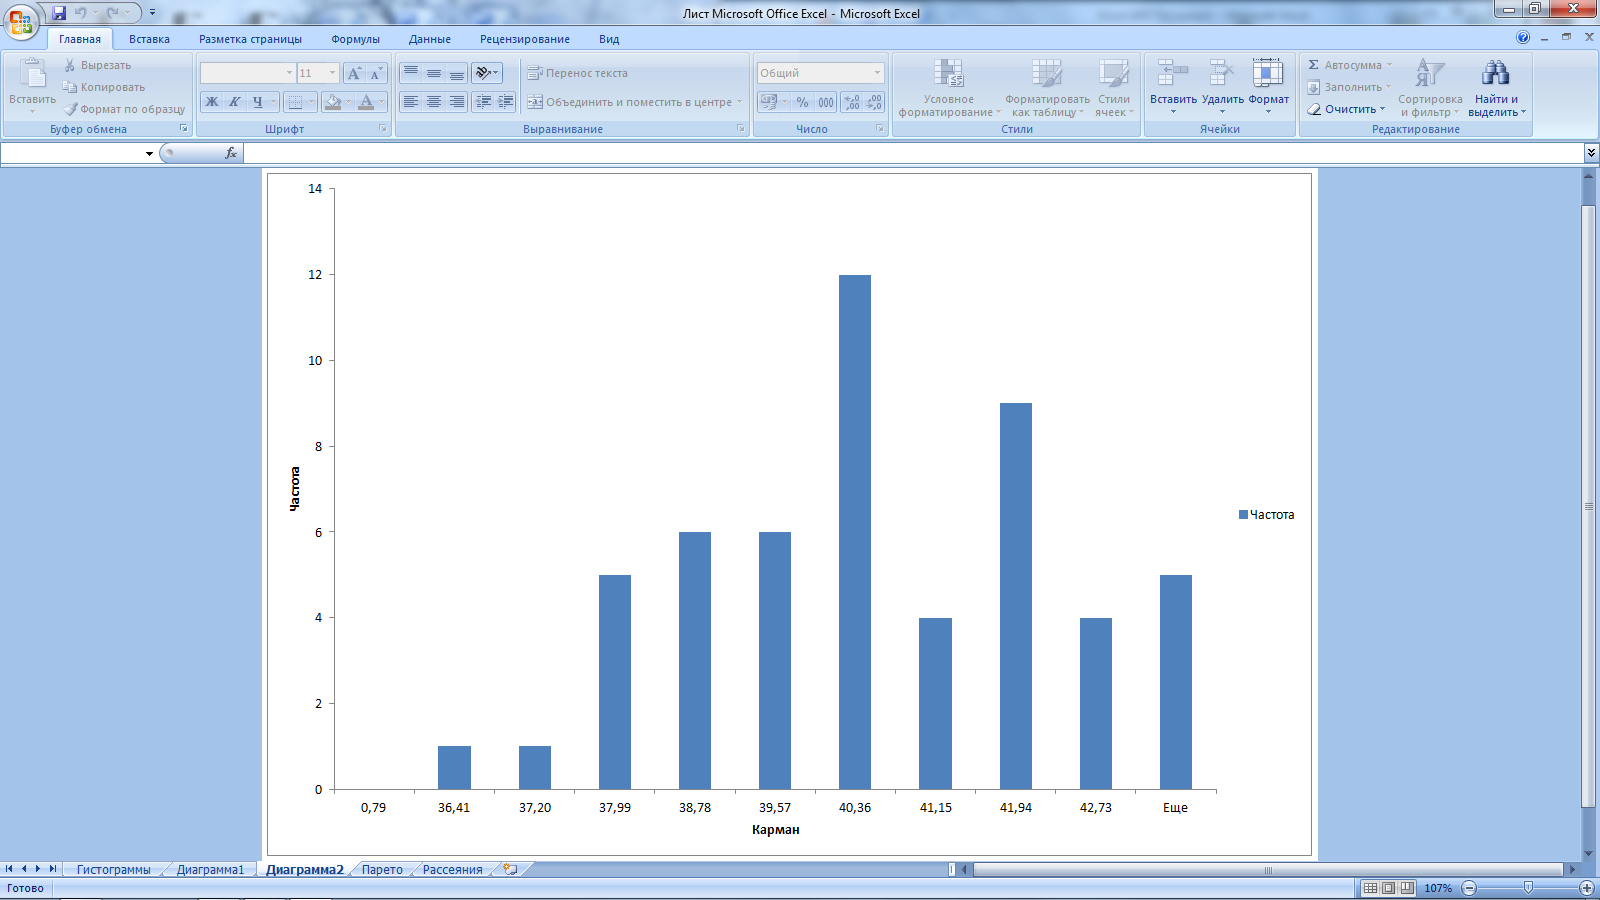 Лист Microsoft Office Excel - Microsoft Excel
Главная Вставка Разметка страницы Формулы Данные Рецензирование Вид
Вставить
Вырезать
Копировать
Формат по образцу
Буфер обмена
11
Ж К Ч
Шрифт
Перенос текста
Объединить и поместить в центре
Выравнивание
Общий
% 000
Число
Условное форматирование
Форматировать как таблицу
Стили ячеек
Стили
Вставить Удалить Формат
Ячейки
Σ Автосумма
Заполнить
Очистить
Сортировка и фильтр
Найти и выделить
Редактирование
fx
14
12
10
8
6
4
2
0
Частота
0,79 36,41 37,20 37,99 38,78 39,57 40,36 41,15 41,94 42,73 Еще
Карман
Частота
Гистограммы Диаграмма1 Диаграмма2 Парето Рассеяния
Готово
107%